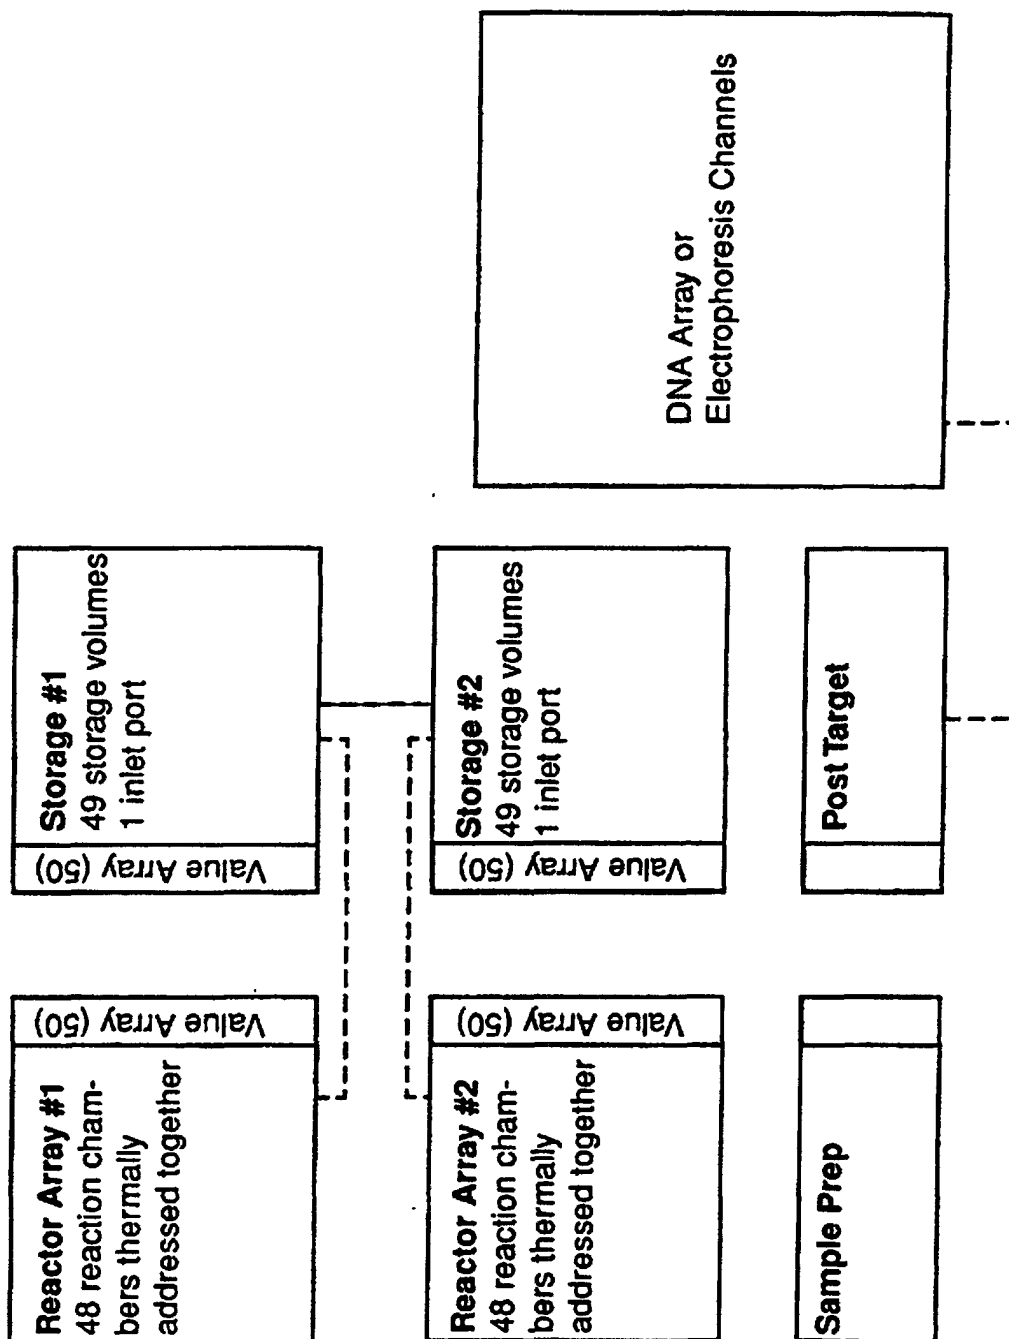 Reactor Array #1
48 reaction cham-
bers thermally
addressed together
Value Array (50)
Value Array (50)
Storage #1
49 storage volumes
1 inlet port
Reactor Array #2
48 reaction cham-
bers thermally
addressed together
Value Array (50)
Value Array (50)
Storage #2
49 storage volumes
1 inlet port
Sample Prep
Post Target
DNA Array or
Electrophoresis Channels